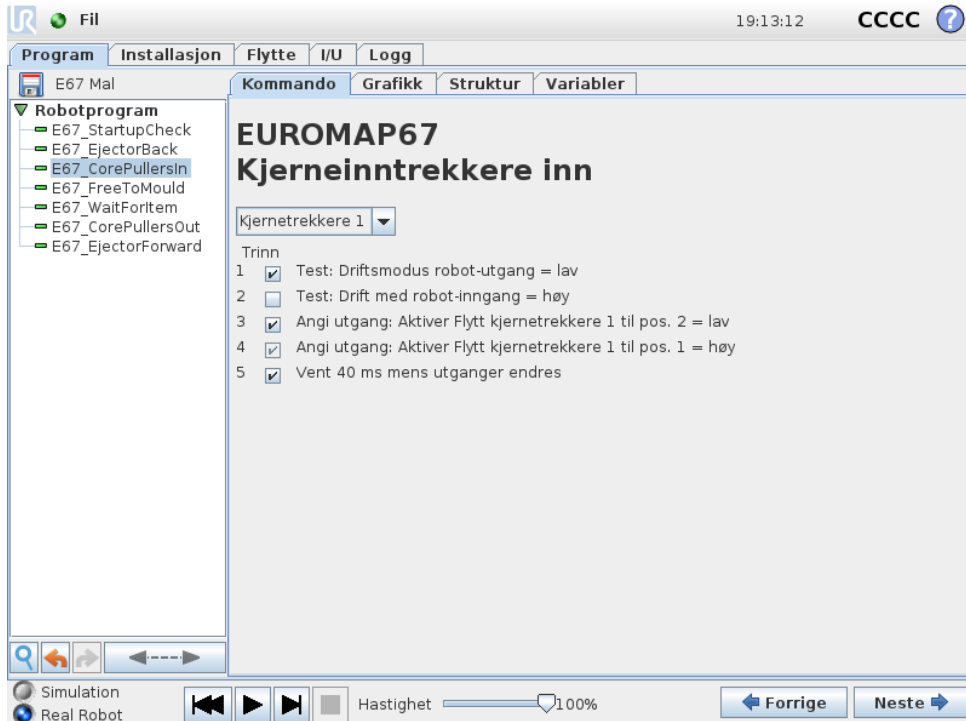 UR Fil 19:13:12 CCCC ?
Program Installasjon Flytte I/U Logg
E67 Mal
Kommando Grafikk Struktur Variabler
Robotprogram
E67_StartupCheck
E67_EjectorBack
E67_CorePullersIn
E67_FreeToMould
E67_WaitForItem
E67_CorePullersOut
E67_EjectorForward
EUROMAP67
Kjerneinntrekkere inn
Kjernetrekkere 1
Trinn
1 Test: Driftsmodus robot-utgang = lav
2 Test: Drift med robot-inngang = høy
3 Angi utgang: Aktiver Flytt kjernetrekkere 1 til pos. 2 = lav
4 Angi utgang: Aktiver Flytt kjernetrekkere 1 til pos. 1 = høy
5 Vent 40 ms mens utganger endres
Simulation
Real Robot
Hastighet 100%
Forrige Neste